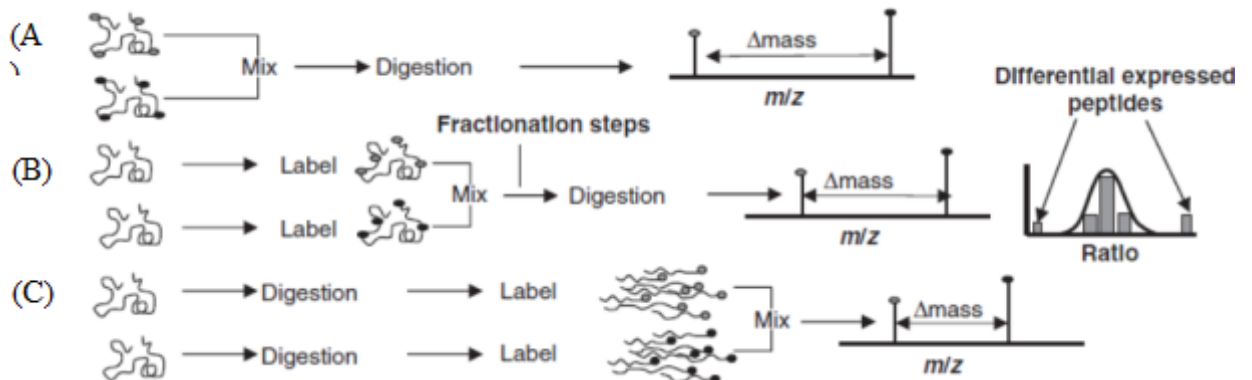 (A
)
Mix
Digestion
Δmass
m/z
Differential expressed
peptides
Fractionation steps
(B)
Label
Label
Mix
Digestion
Δmass
m/z
Ratio
(C)
Digestion
Label
Digestion
Label
Mix
Δmass
m/z